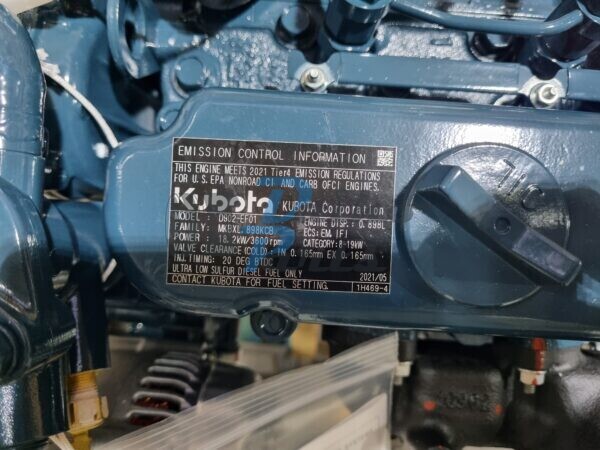 EMISSION CONTROL INFORMATION
THIS ENGINE MEETS 2021 Tier4 EMISSION REGULATIONS
FOR U.S. EPA NONROAD CI AND CARB OFCI ENGINES.
Kubota KUBOTA Corporation
MODEL : D902-EF01 ENGINE DISP.: 0.898L
FAMILY: MKBXL.898KCB ECS: EM, IFI
POWER : 18.2kW/3600rpm CATEGORY: 8-19kW
VALVE CLEARANCE(COLD): IN 0.165mm EX 0.165mm
INJ. TIMING: 20 DEG BTDC
ULTRA LOW SULFUR DIESEL FUEL ONLY 2021/05
CONTACT KUBOTA FOR FUEL SETTING. 1H469-4